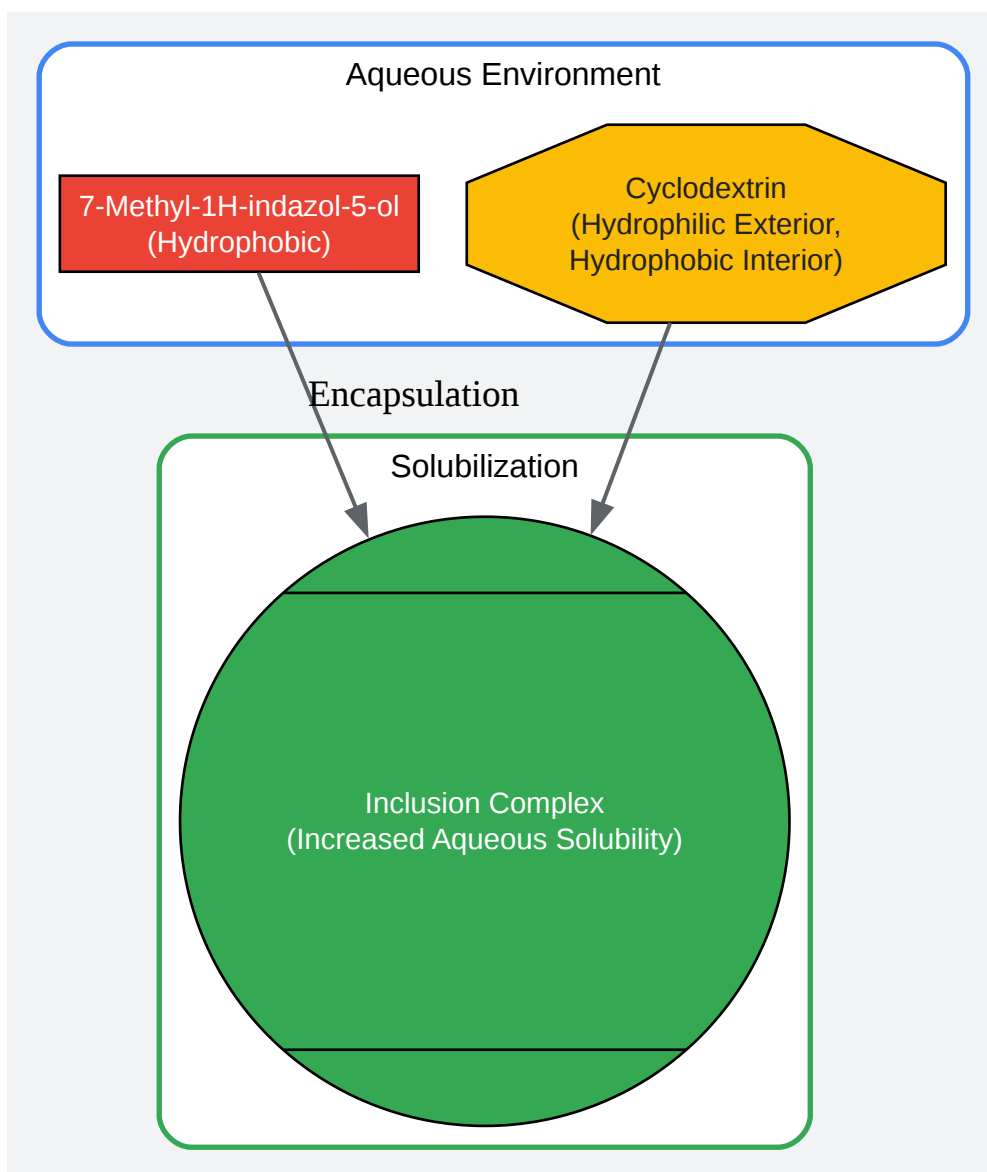 Aqueous Environment
7-Methyl-1H-indazol-5-ol
(Hydrophobic)
Cyclodextrin
(Hydrophilic Exterior,
Hydrophobic Interior)
Encapsulation
Solubilization
Inclusion Complex
(Increased Aqueous Solubility)